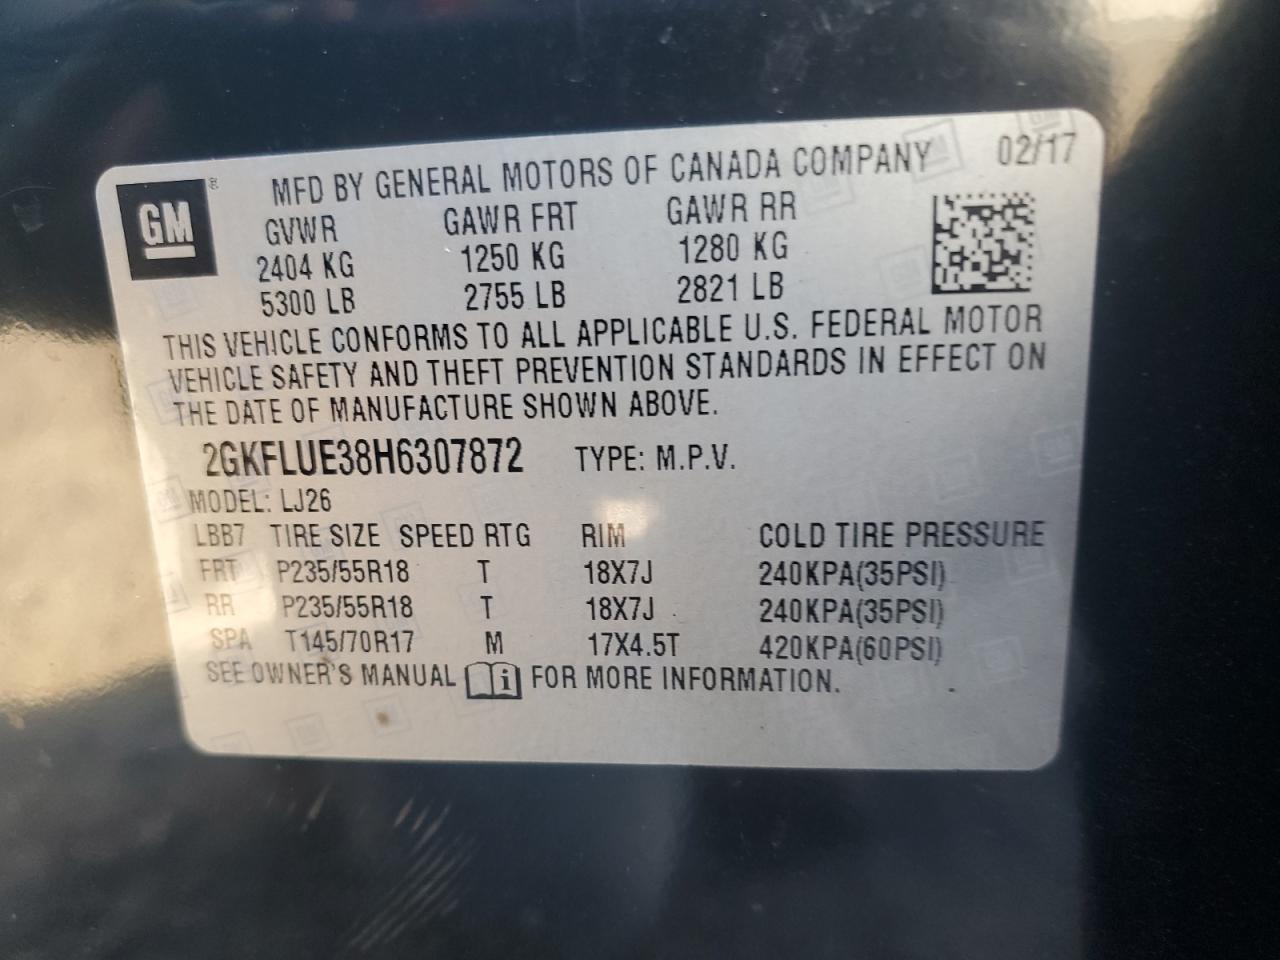 MFD BY GENERAL MOTORS OF CANADA COMPANY 02/17
GM ®
GVWR GAWR FRT GAWR RR
2404 KG 1250 KG 1280 KG
5300 LB 2755 LB 2821 LB
THIS VEHICLE CONFORMS TO ALL APPLICABLE U.S. FEDERAL MOTOR
VEHICLE SAFETY AND THEFT PREVENTION STANDARDS IN EFFECT ON
THE DATE OF MANUFACTURE SHOWN ABOVE.
2GKFLUE38H6307872 TYPE: M.P.V.
MODEL: LJ26
LBB7 TIRE SIZE SPEED RTG RIM COLD TIRE PRESSURE
FRT P235/55R18 T 18X7J 240KPA(35PSI)
RR P235/55R18 T 18X7J 240KPA(35PSI)
SPA T145/70R17 M 17X4.5T 420KPA(60PSI)
SEE OWNER'S MANUAL i FOR MORE INFORMATION.